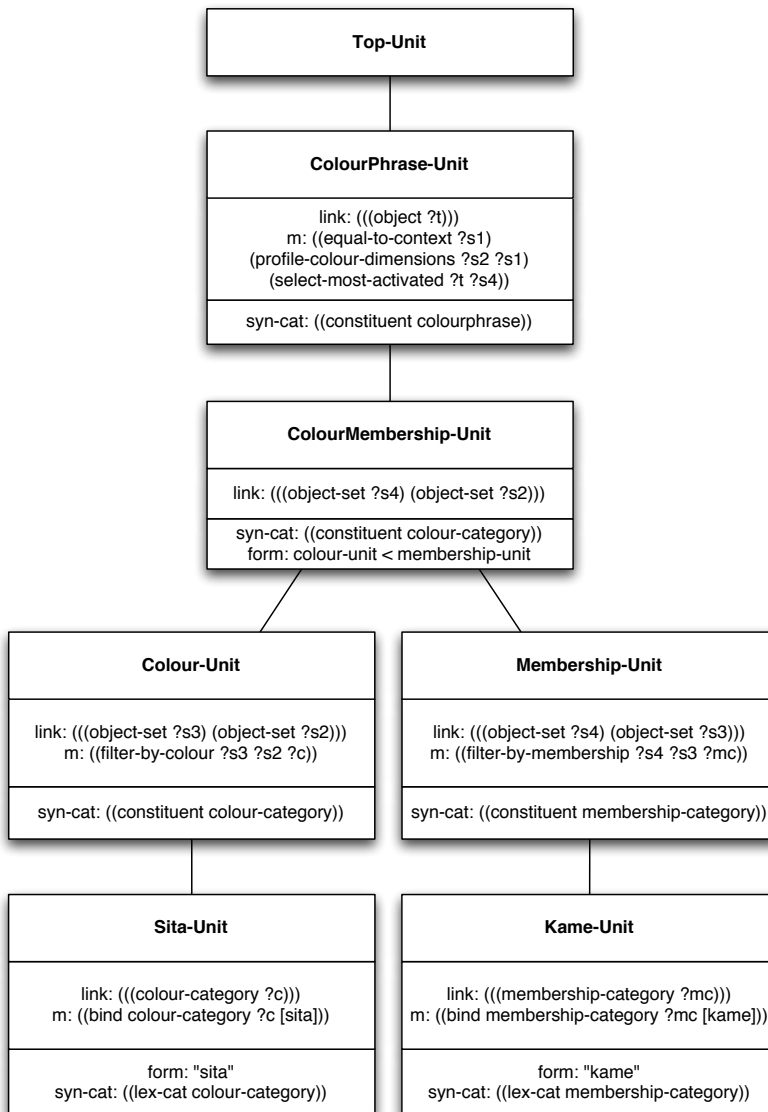 Top-Unit
ColourPhrase-Unit
link: (((object ?t)))
m: ((equal-to-context ?s1)
(profile-colour-dimensions ?s2 ?s1)
(select-most-activated ?t ?s4))
syn-cat: ((constituent colourphrase))
ColourMembership-Unit
link: (((object-set ?s4) (object-set ?s2)))
syn-cat: ((constituent colour-category))
form: colour-unit < membership-unit
Colour-Unit
link: (((object-set ?s3) (object-set ?s2)))
m: ((filter-by-colour ?s3 ?s2 ?c))
syn-cat: ((constituent colour-category))
Membership-Unit
link: (((object-set ?s4) (object-set ?s3)))
m: ((filter-by-membership ?s4 ?s3 ?mc))
syn-cat: ((constituent membership-category))
Sita-Unit
link: (((colour-category ?c)))
m: ((bind colour-category ?c [sita]))
form: "sita"
syn-cat: ((lex-cat colour-category))
Kame-Unit
link: (((membership-category ?mc)))
m: ((bind membership-category ?mc [kame]))
form: "kame"
syn-cat: ((lex-cat membership-category))